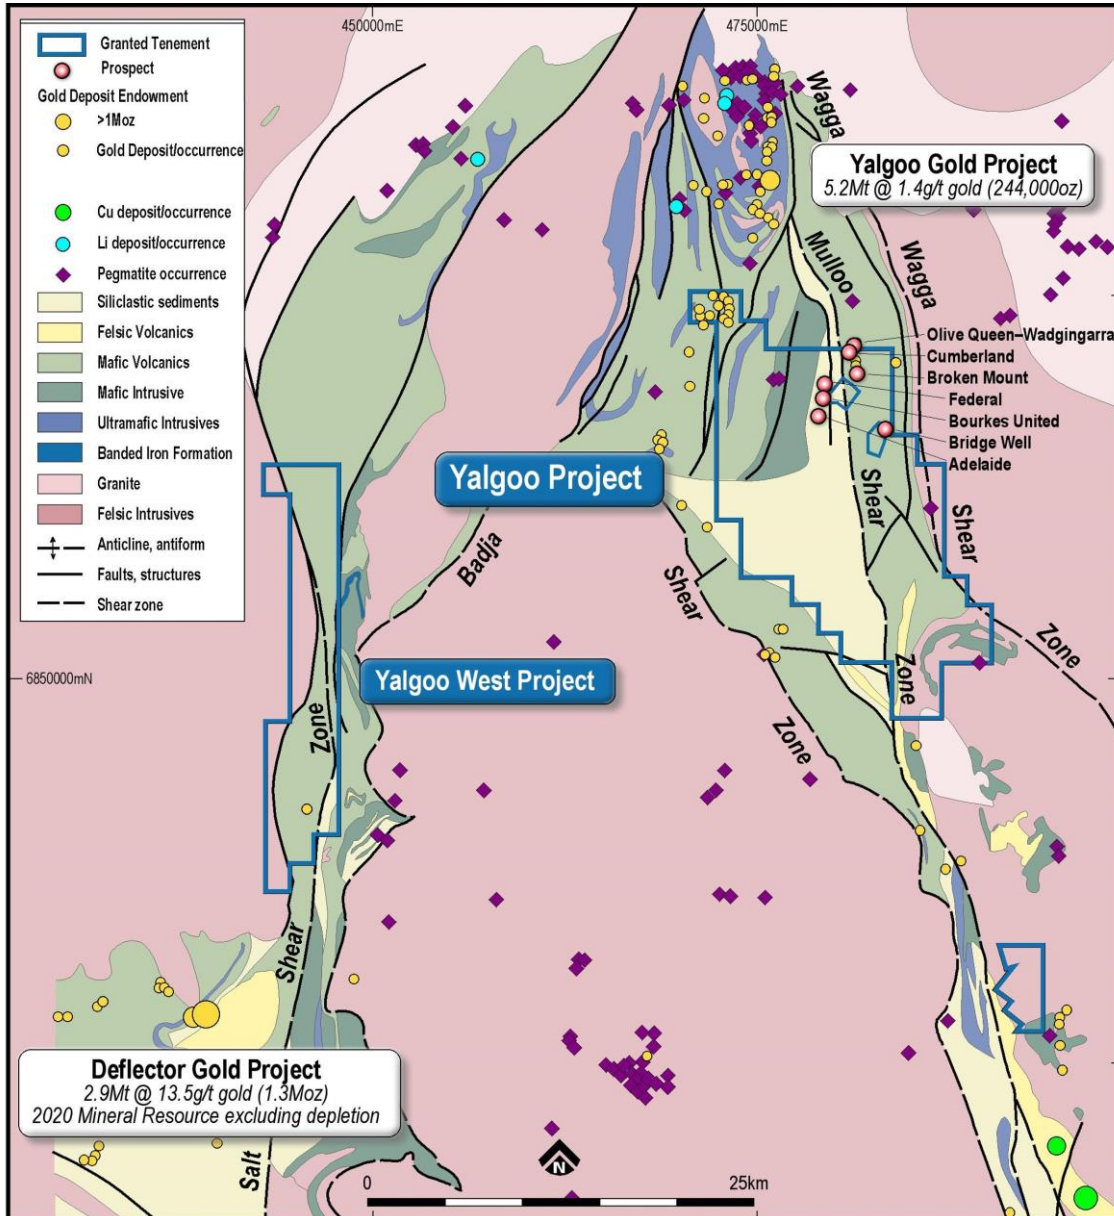 450000mE
475000mE
Granted Tenement
Prospect
Gold Deposit Endowment
>1Moz
Gold Deposit/occurrence
Cu deposit/occurrence
Li deposit/occurrence
Pegmatite occurrence
Siliclastic sediments
Felsic Volcanics
Mafic Volcanics
Mafic Intrusive
Ultramafic Intrusives
Banded Iron Formation
Granite
Felsic Intrusives
Anticline, antiform
Faults, structures
Shear zone
Wagga
Yalgoo Gold Project
5.2Mt @ 1.4g/t gold (244,000oz)
Mulloo
Wagga
Olive Queen–Wadgingarra
Cumberland
Broken Mount
Federal
Bourkes United
Bridge Well
Adelaide
Yalgoo Project
Shear
Shear
Badja
Shear
Zone
Zone
6850000mN
Yalgoo West Project
Zone
Zone
Shear
Deflector Gold Project
2.9Mt @ 13.5g/t gold (1.3Moz)
2020 Mineral Resource excluding depletion
Salt
N
0
25km